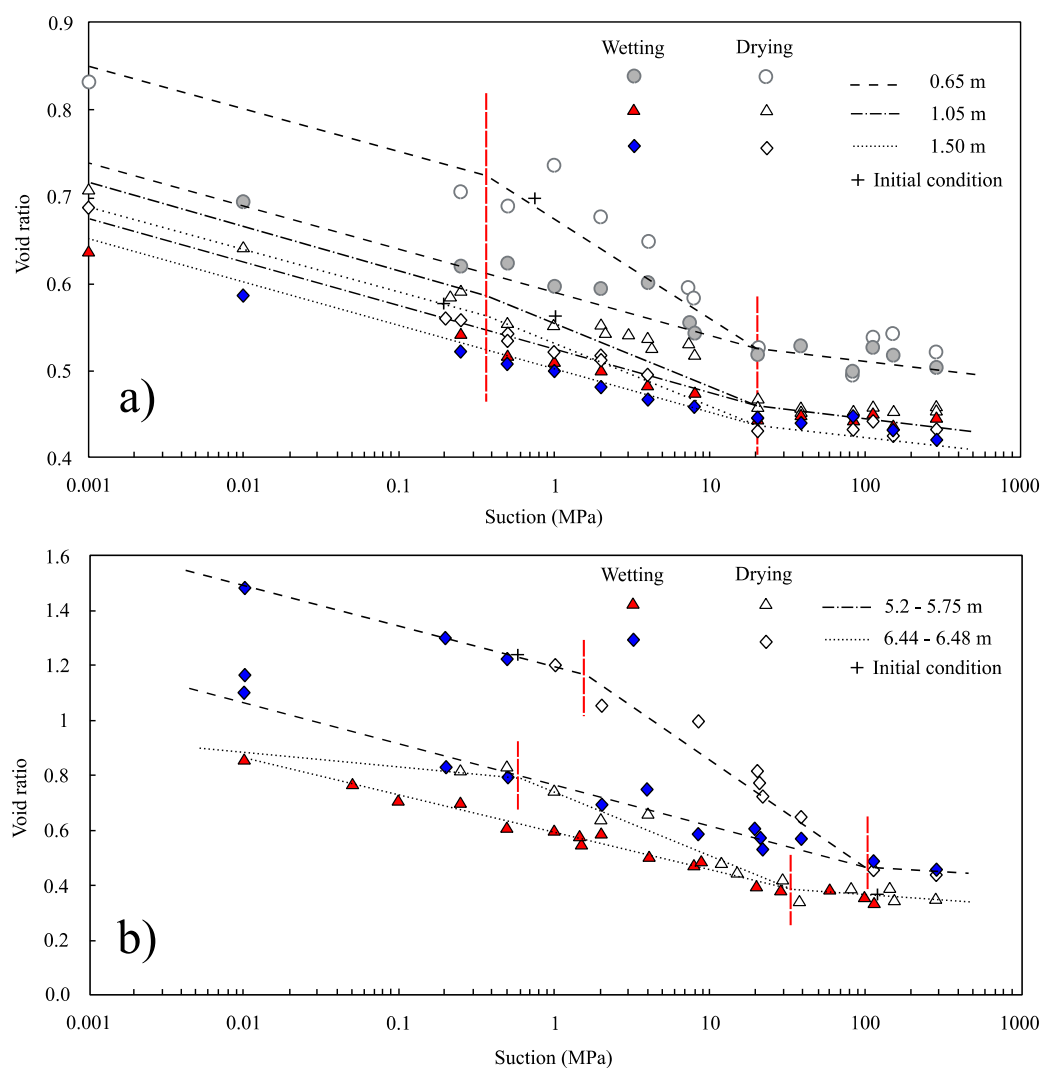 0.9
Wetting Drying
0.65 m
0.8
1.05 m
1.50 m
+ Initial condition
0.7
Void ratio
0.6
0.5
a)
0.4
0.001 0.01 0.1 1 10 100 1000
Suction (MPa)
1.6
Wetting Drying
1.4
5.2 - 5.75 m
6.44 - 6.48 m
+ Initial condition
1.2
1
0.8
Void ratio
0.6
0.4
0.2
b)
0.0
0.001 0.01 0.1 1 10 100 1000
Suction (MPa)